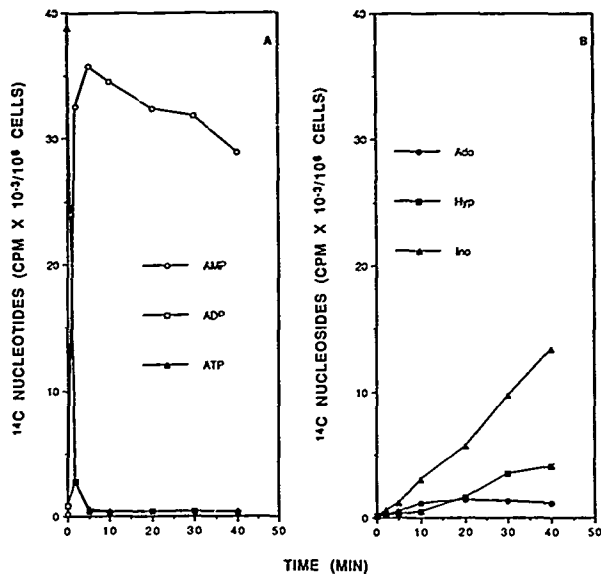 A
14C NUCLEOTIDES (CPM X 10-3/106 CELLS)
40
30
20
10
0
AMP
ADP
ATP
0 10 20 30 40 50
B
14C NUCLEOSIDES (CPM X 10-3/106 CELLS)
40
30
20
10
0
Ado
Hyp
Ino
0 10 20 30 40 50
TIME (MIN)